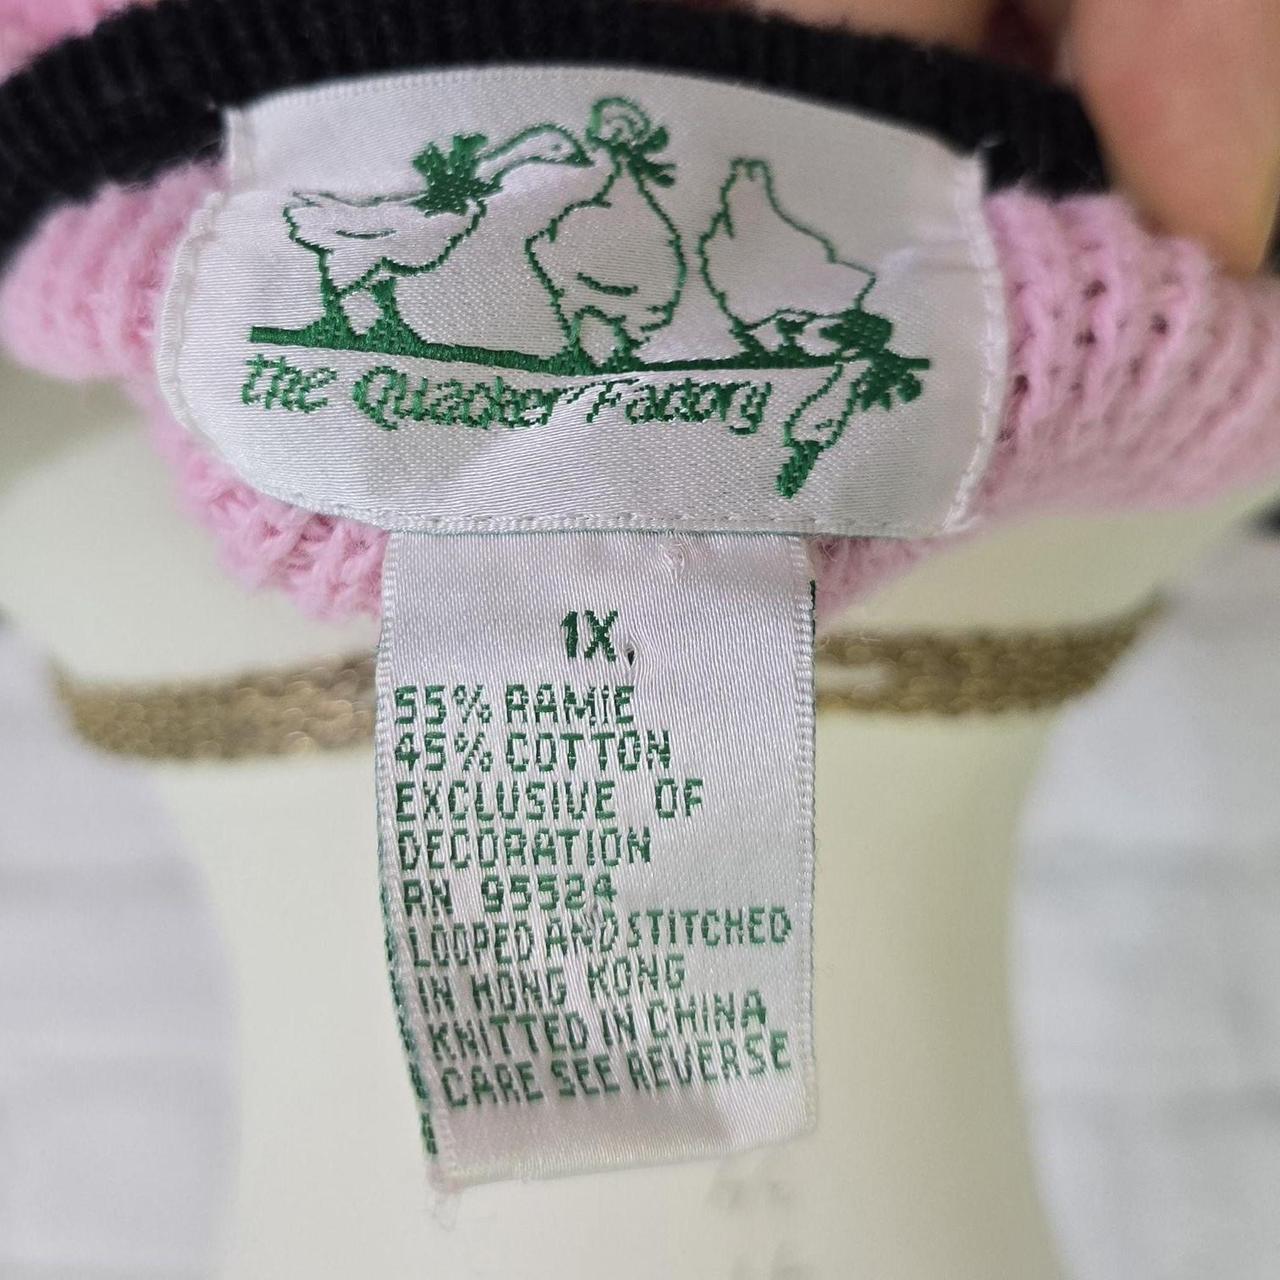 the Quacker Factory
1X
55% RAMIE
45% COTTON
EXCLUSIVE OF
DECORATION
RN 95524
LOOPED AND STITCHED
IN HONG KONG
KNITTED IN CHINA
CARE SEE REVERSE